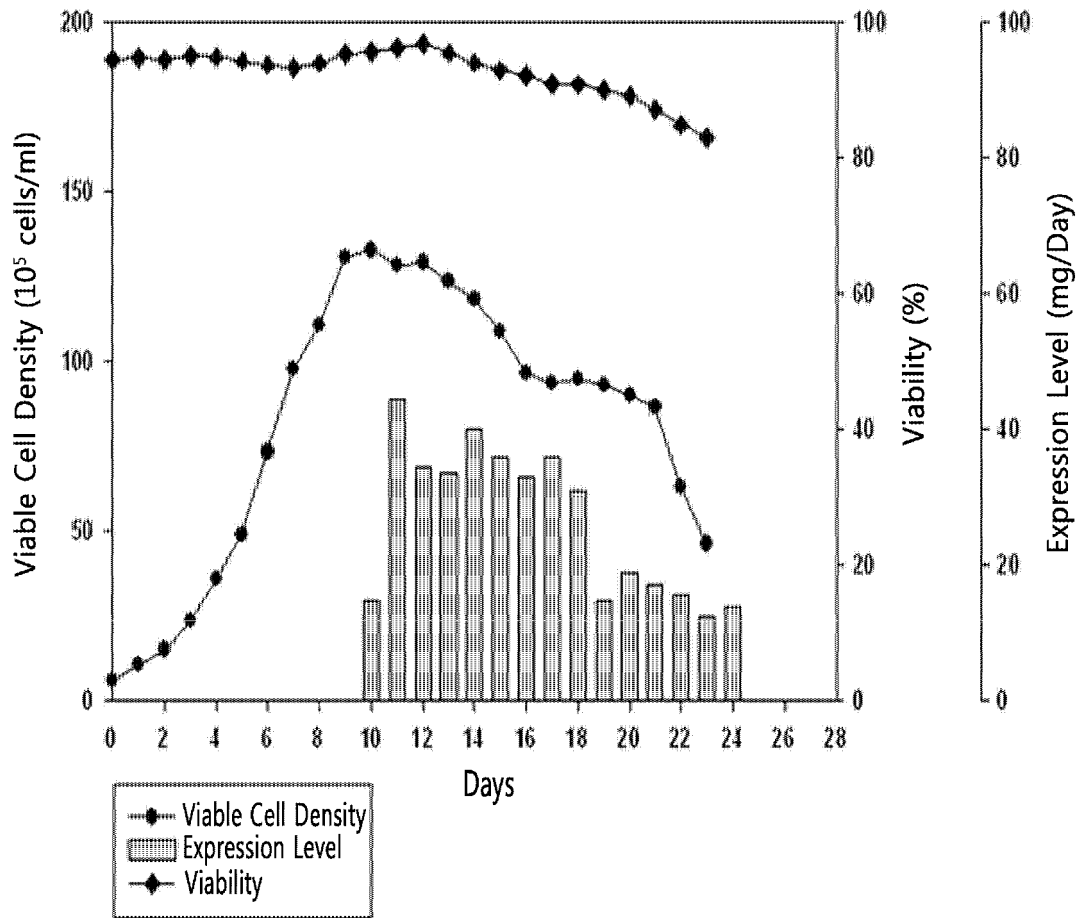 200
150
100
50
0
Viable Cell Density (10⁵ cells/ml)
100
80
60
40
20
0
Viability (%)
100
80
60
40
20
0
Expression Level (mg/Day)
0 2 4 6 8 10 12 14 16 18 20 22 24 26 28
Days
Viable Cell Density
Expression Level
Viability